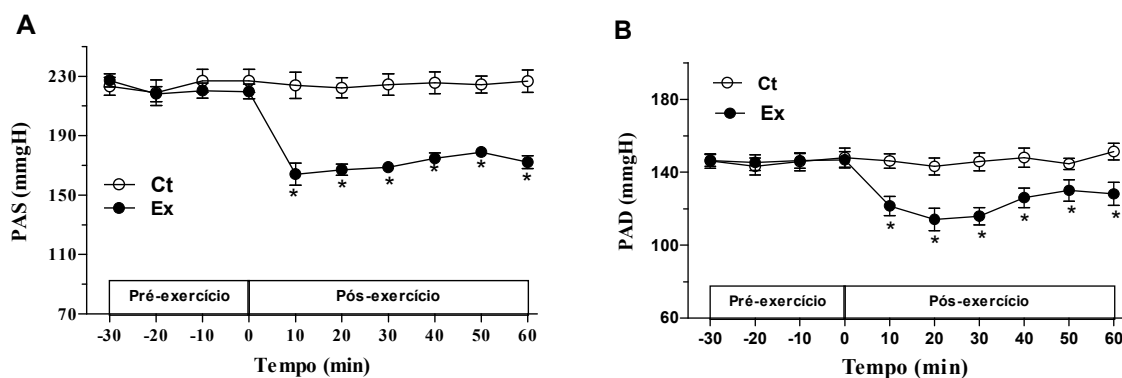 A
PAS (mmgH)
230
190
150
110
70
Ct
Ex
* * * * * *
Pré-exercício Pós-exercício
-30 -20 -10 0 10 20 30 40 50 60
Tempo (min)
B
PAD (mmgH)
180
140
100
60
Ct
Ex
* * * * * *
Pré-exercício Pós-exercício
-30 -20 -10 0 10 20 30 40 50 60
Tempo (min)